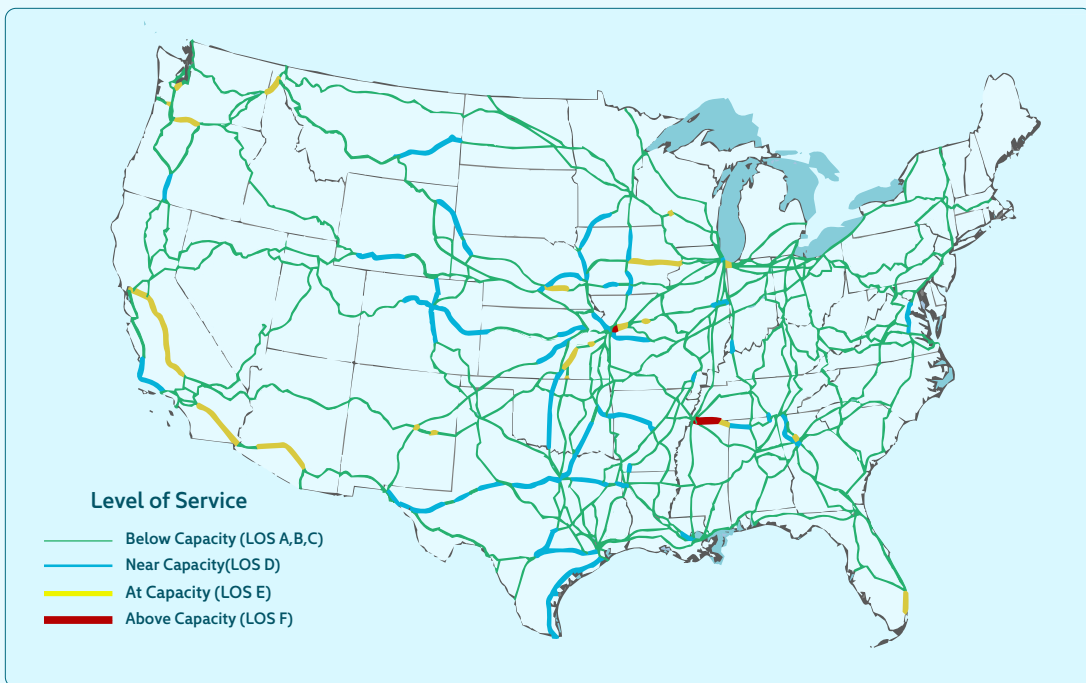 Level of Service
Below Capacity (LOS A,B,C)
Near Capacity(LOS D)
At Capacity (LOS E)
Above Capacity (LOS F)